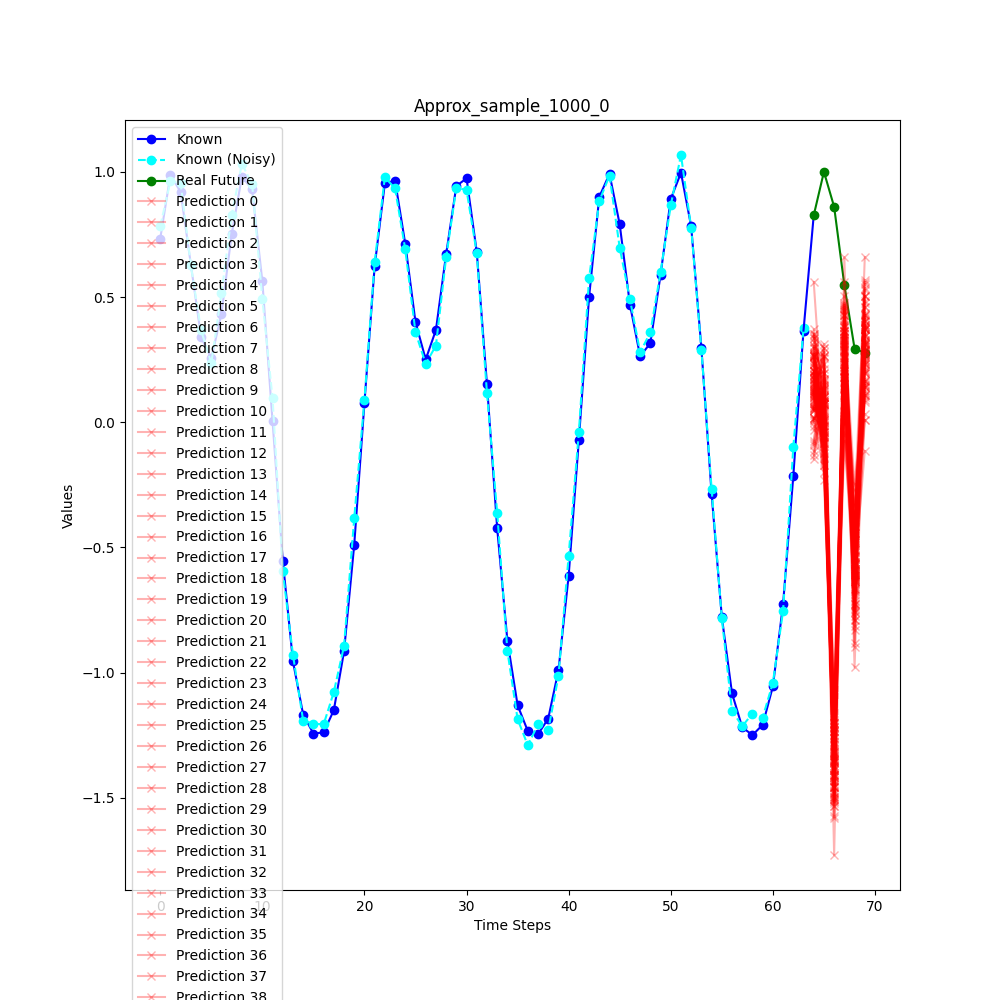 Approx_sample_1000_0
Known
Known (Noisy)
Real Future
Prediction 0
Prediction 1
Prediction 2
Prediction 3
Prediction 4
Prediction 5
Prediction 6
Prediction 7
Prediction 8
Prediction 9
Prediction 10
Prediction 11
Prediction 12
Prediction 13
Prediction 14
Prediction 15
Prediction 16
Prediction 17
Prediction 18
Prediction 19
Prediction 20
Prediction 21
Prediction 22
Prediction 23
Prediction 24
Prediction 25
Prediction 26
Prediction 27
Prediction 28
Prediction 29
Prediction 30
Prediction 31
Prediction 32
Prediction 33
Prediction 34
Prediction 35
Prediction 36
Prediction 37
Prediction 38
1.0
0.5
0.0
−0.5
−1.0
−1.5
Values
0 10 20 30 40 50 60 70
Time Steps